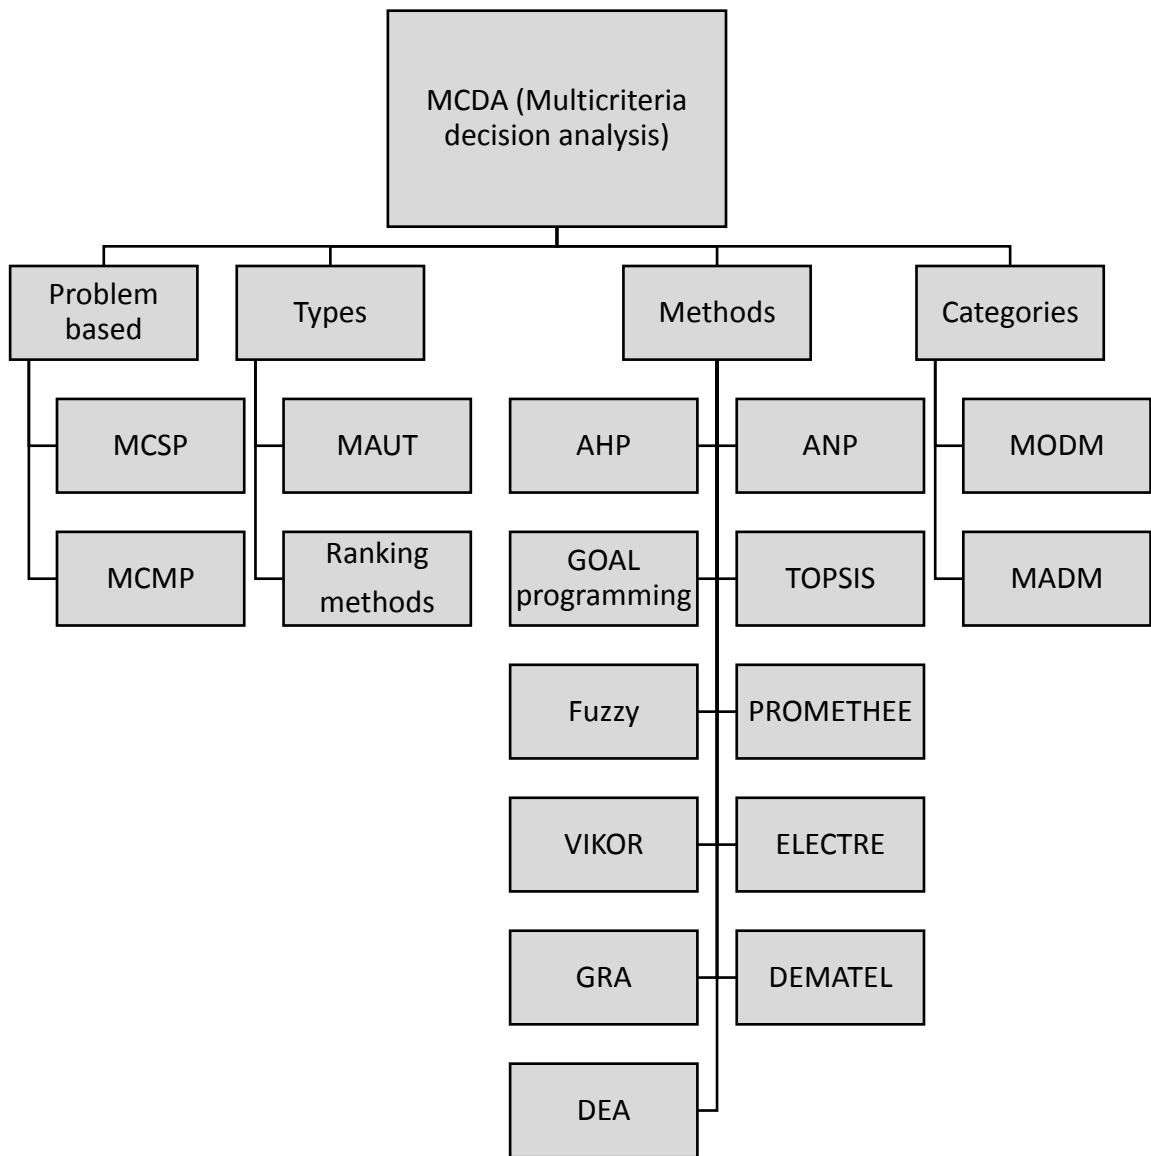 MCDA (Multicriteria
decision analysis)
Problem
based
Types
Methods
Categories
MCSP
MAUT
AHP
ANP
MODM
MCMP
Ranking
methods
GOAL
programming
TOPSIS
MADM
Fuzzy
PROMETHEE
VIKOR
ELECTRE
GRA
DEMATEL
DEA